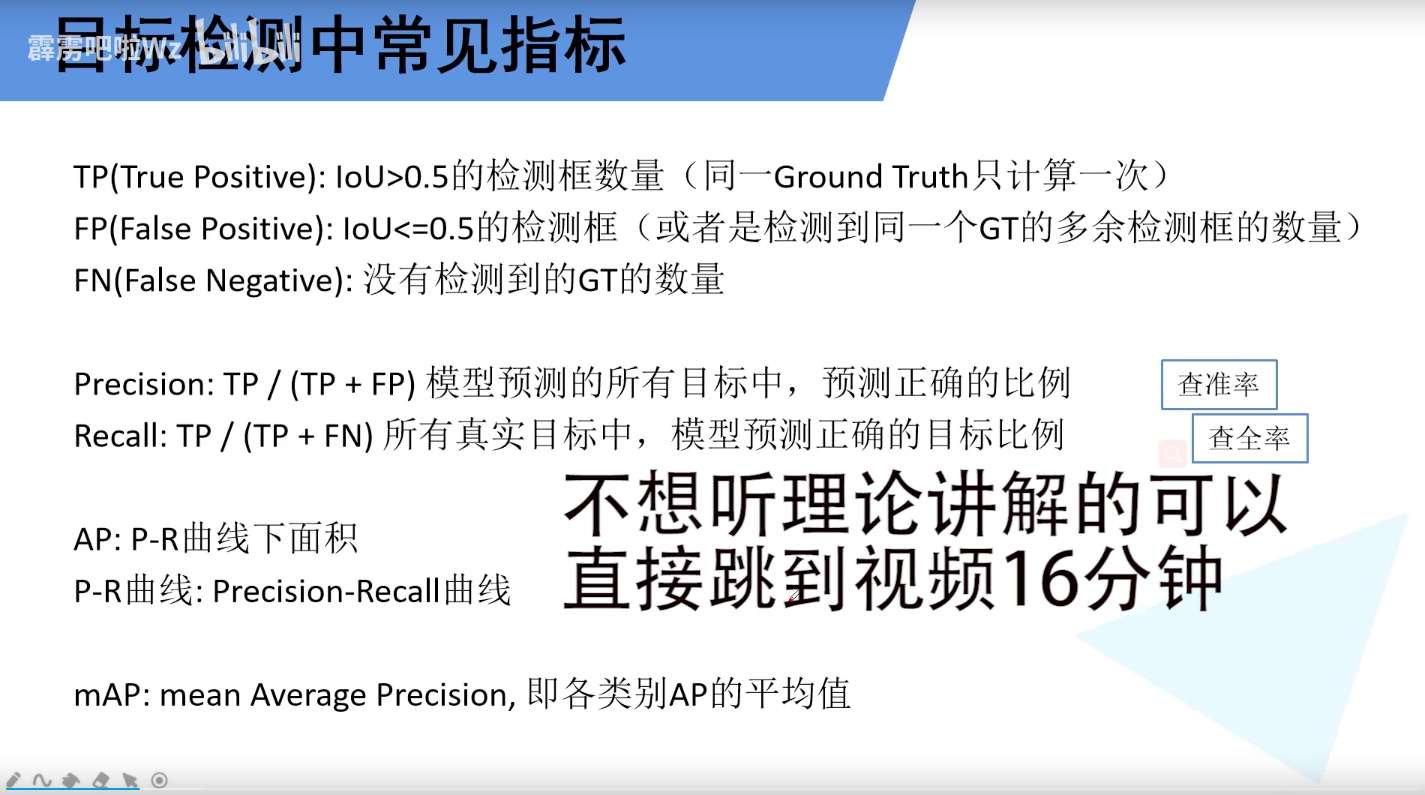 目标检测中常见指标
霹雳吧啦Wz bilibili
TP(True Positive): IoU>0.5的检测框数量（同一Ground Truth只计算一次）
FP(False Positive): IoU<=0.5的检测框（或者是检测到同一个GT的多余检测框的数量）
FN(False Negative): 没有检测到的GT的数量
Precision: TP / (TP + FP) 模型预测的所有目标中，预测正确的比例
查准率
Recall: TP / (TP + FN) 所有真实目标中，模型预测正确的目标比例
查全率
不想听理论讲解的可以
直接跳到视频16分钟
AP: P-R曲线下面积
P-R曲线: Precision-Recall曲线
mAP: mean Average Precision, 即各类别AP的平均值